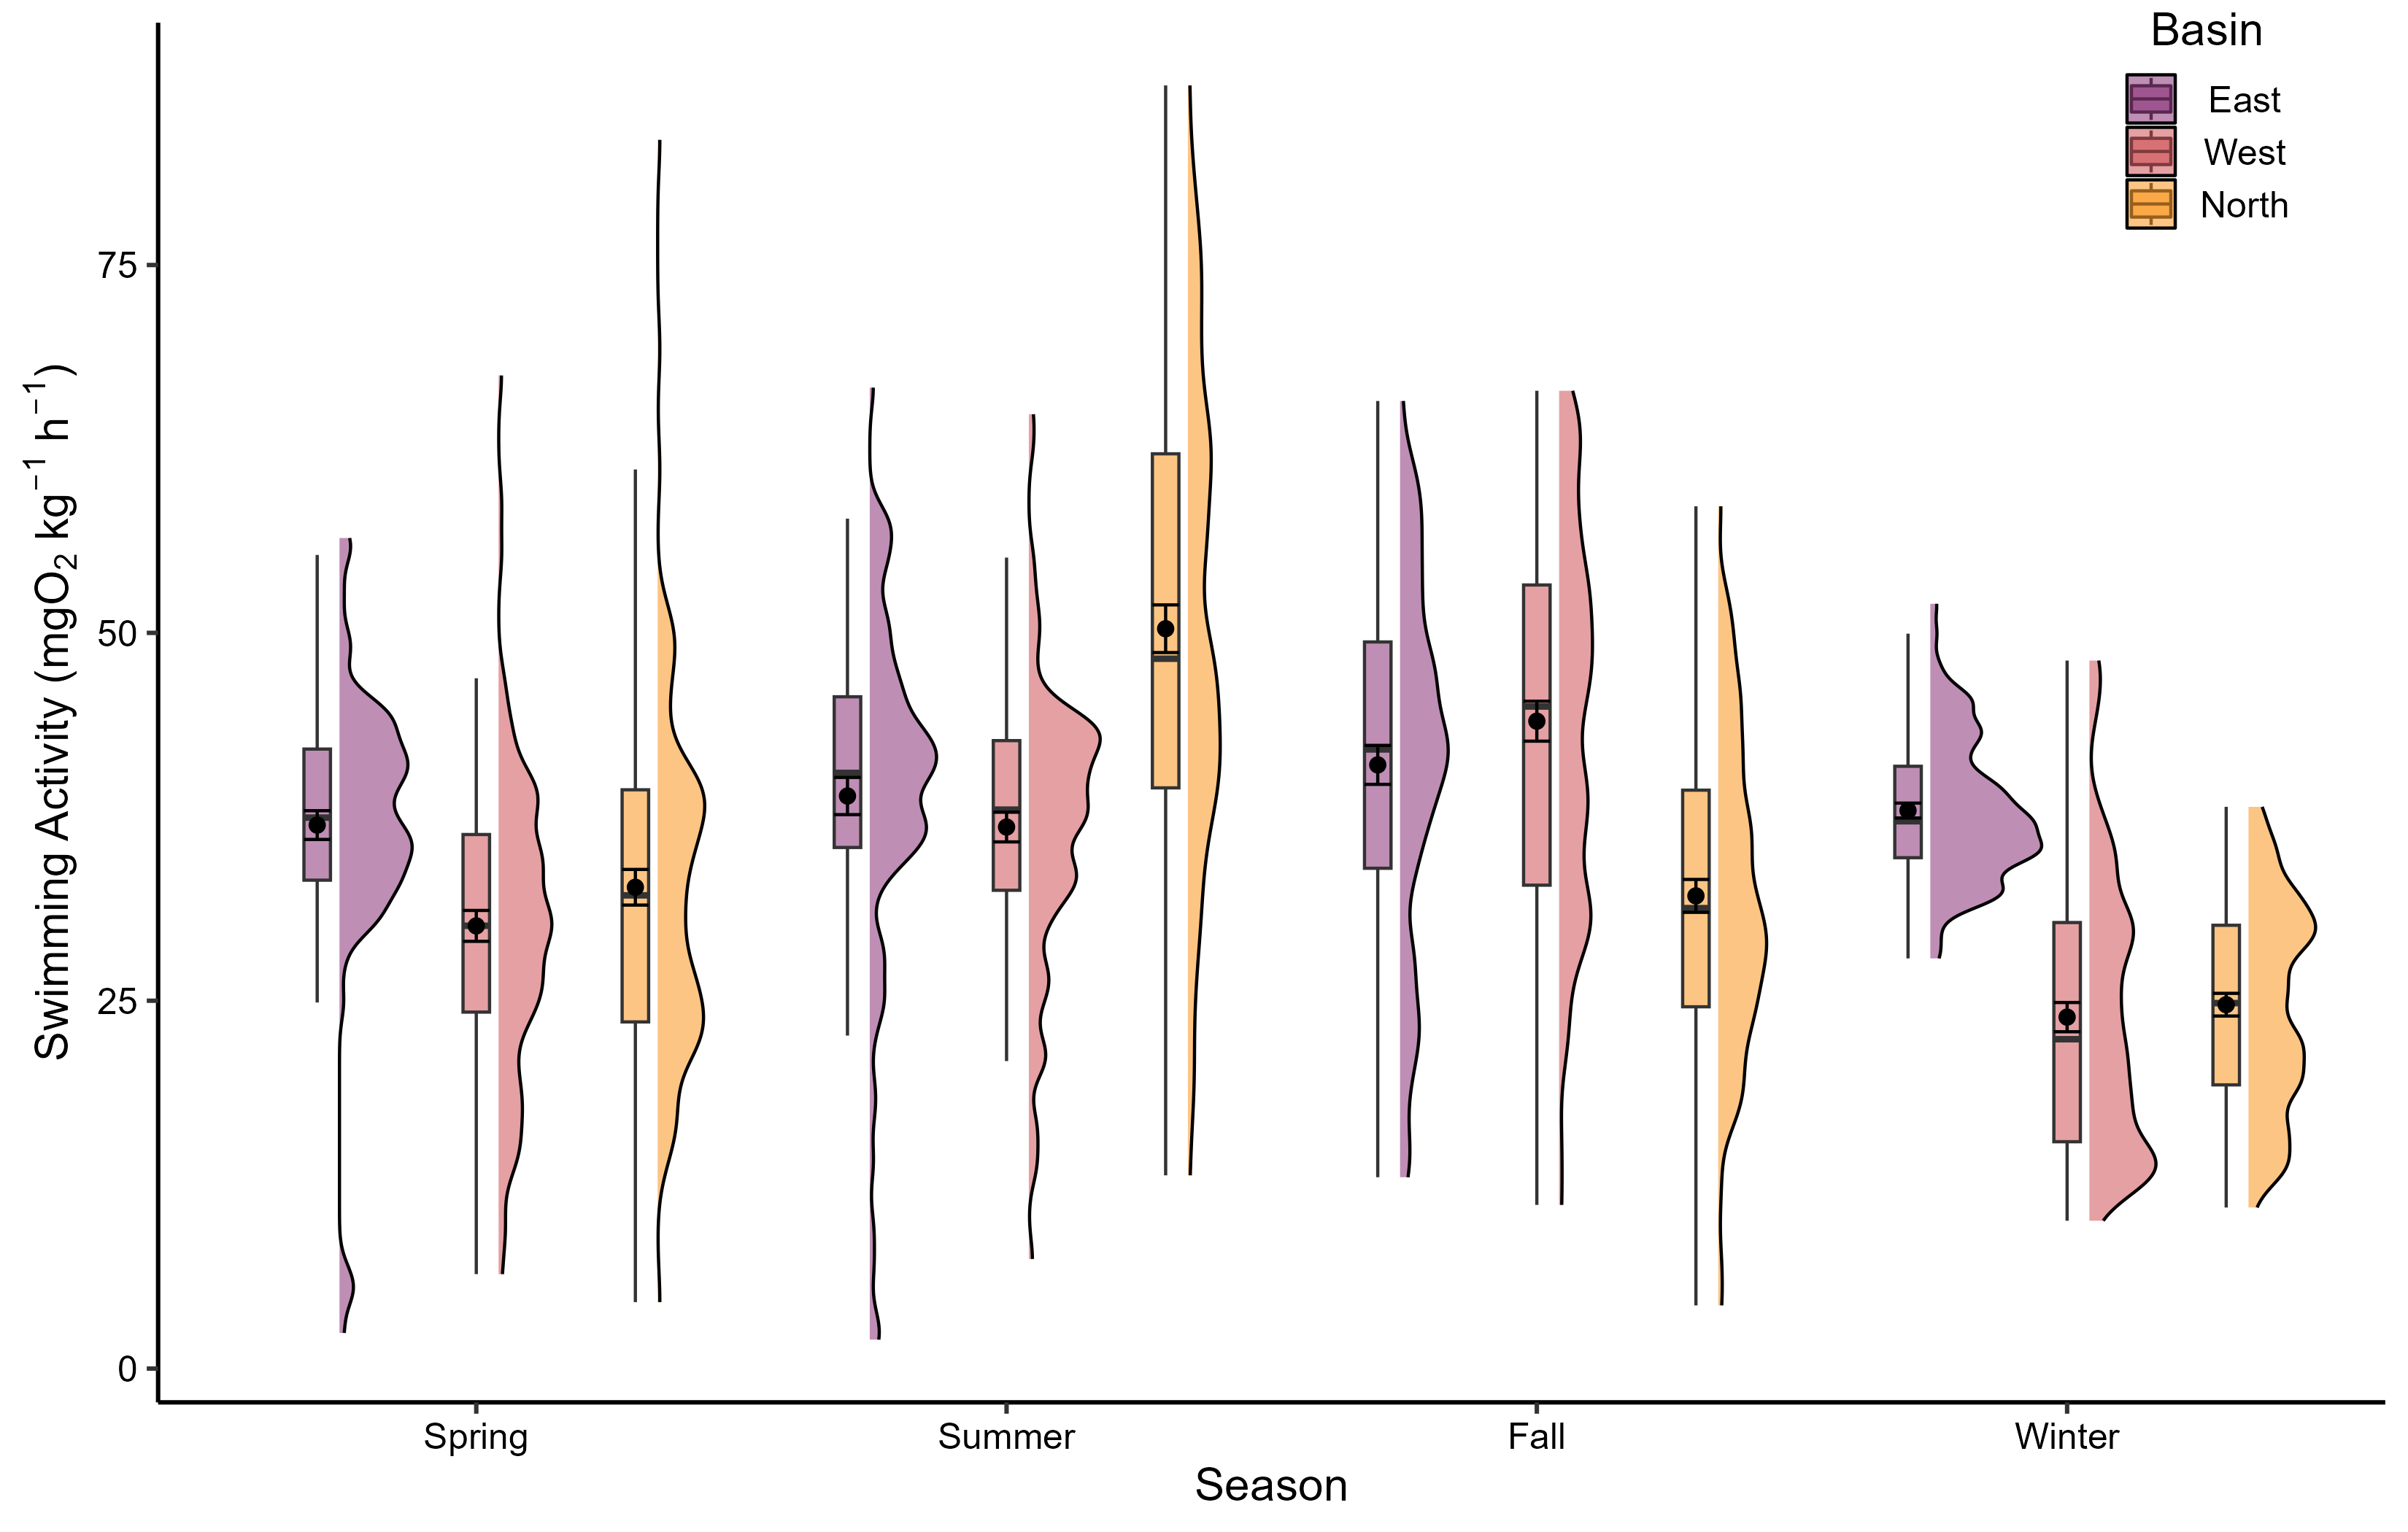 Basin
East
West
North
Swimming Activity (mgO₂ kg⁻¹ h⁻¹)
75
50
25
0
Spring Summer Fall Winter
Season